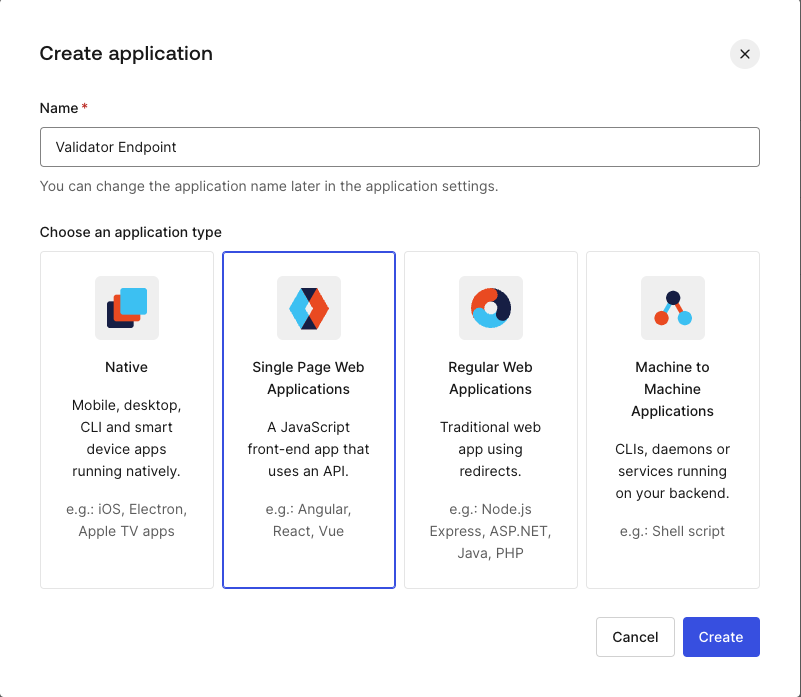 Create application
Name *
Validator Endpoint
You can change the application name later in the application settings.
Choose an application type
Native
Mobile, desktop,
CLI and smart
device apps
running natively.
e.g.: iOS, Electron,
Apple TV apps
Single Page Web
Applications
A JavaScript
front-end app that
uses an API.
e.g.: Angular,
React, Vue
Regular Web
Applications
Traditional web
app using
redirects.
e.g.: Node.js
Express, ASP.NET,
Java, PHP
Machine to
Machine
Applications
CLIs, daemons or
services running
on your backend.
e.g.: Shell script
Cancel
Create